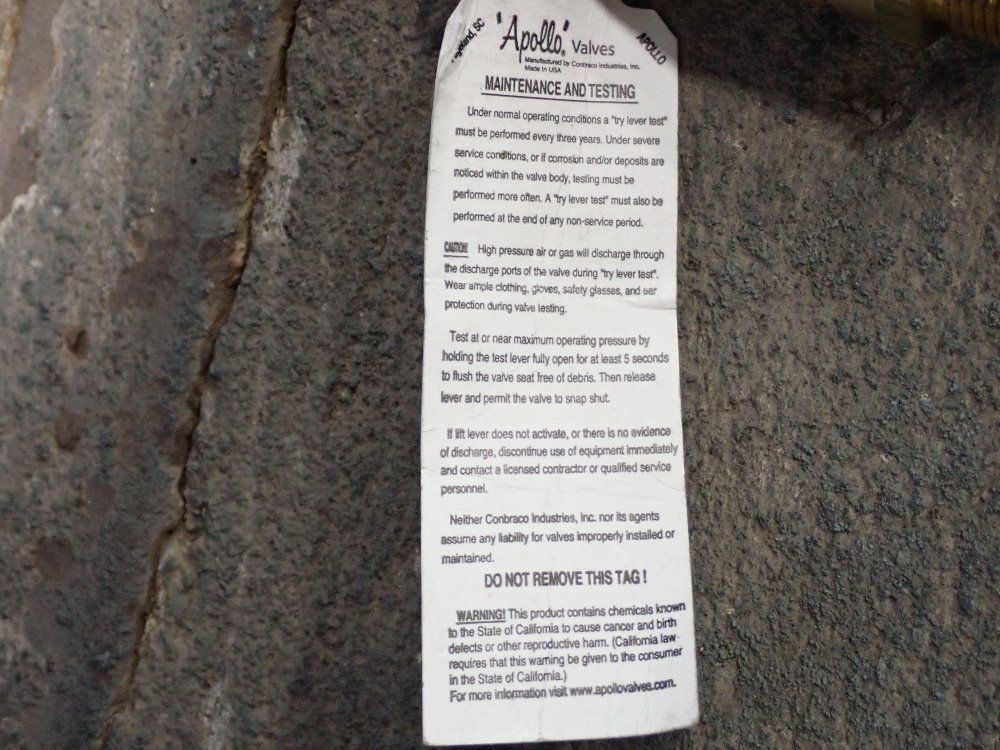 SC
"Apollo"® Valves
APOLLO
Manufactured by Conbraco Industries, Inc.
Made in USA
MAINTENANCE AND TESTING
Under normal operating conditions a "try lever test"
must be performed every three years. Under severe
service conditions, or if corrosion and/or deposits are
noticed within the valve body, testing must be
performed more often. A "try lever test" must also be
performed at the end of any non-service period.
CAUTION! High pressure air or gas will discharge through
the discharge ports of the valve during "try lever test".
Wear ample clothing, gloves, safety glasses, and ear
protection during valve testing.
Test at or near maximum operating pressure by
holding the test lever fully open for at least 5 seconds
to flush the valve seat free of debris. Then release
lever and permit the valve to snap shut.
If lift lever does not activate, or there is no evidence
of discharge, discontinue use of equipment immediately
and contact a licensed contractor or qualified service
personnel.
Neither Conbraco Industries, Inc. nor its agents
assume any liability for valves improperly installed or
maintained.
DO NOT REMOVE THIS TAG !
WARNING! This product contains chemicals known
to the State of California to cause cancer and birth
defects or other reproductive harm. (California law
requires that this warning be given to the consumer
in the State of California.)
For more information visit www.apollovalves.com.